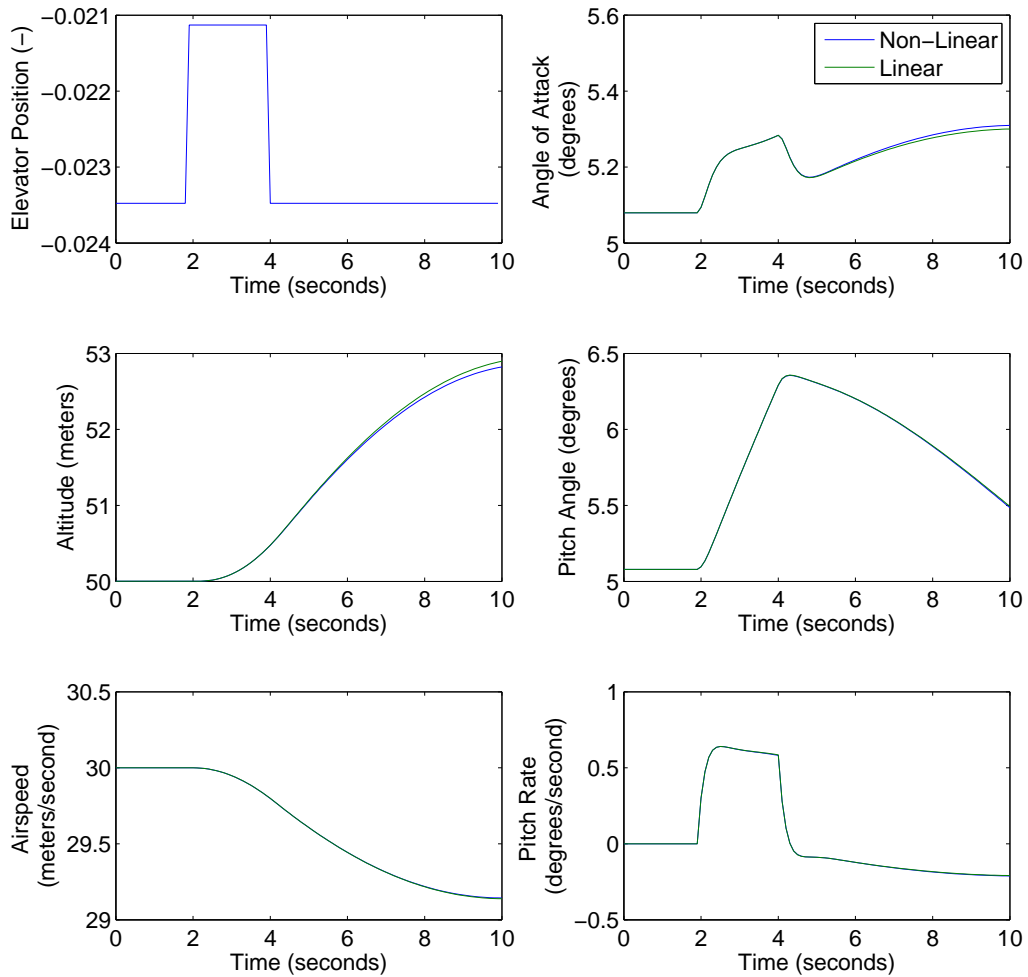 −0.021
−0.022
−0.023
−0.024
Elevator Position (−)
0 2 4 6 8 10
Time (seconds)
5.6
5.4
5.2
5
Angle of Attack
(degrees)
Non−Linear
Linear
0 2 4 6 8 10
Time (seconds)
53
52
51
50
Altitude (meters)
0 2 4 6 8 10
Time (seconds)
6.5
6
5.5
5
Pitch Angle (degrees)
0 2 4 6 8 10
Time (seconds)
30.5
30
29.5
29
Airspeed
(meters/second)
0 2 4 6 8 10
Time (seconds)
1
0.5
0
−0.5
Pitch Rate
(degrees/second)
0 2 4 6 8 10
Time (seconds)